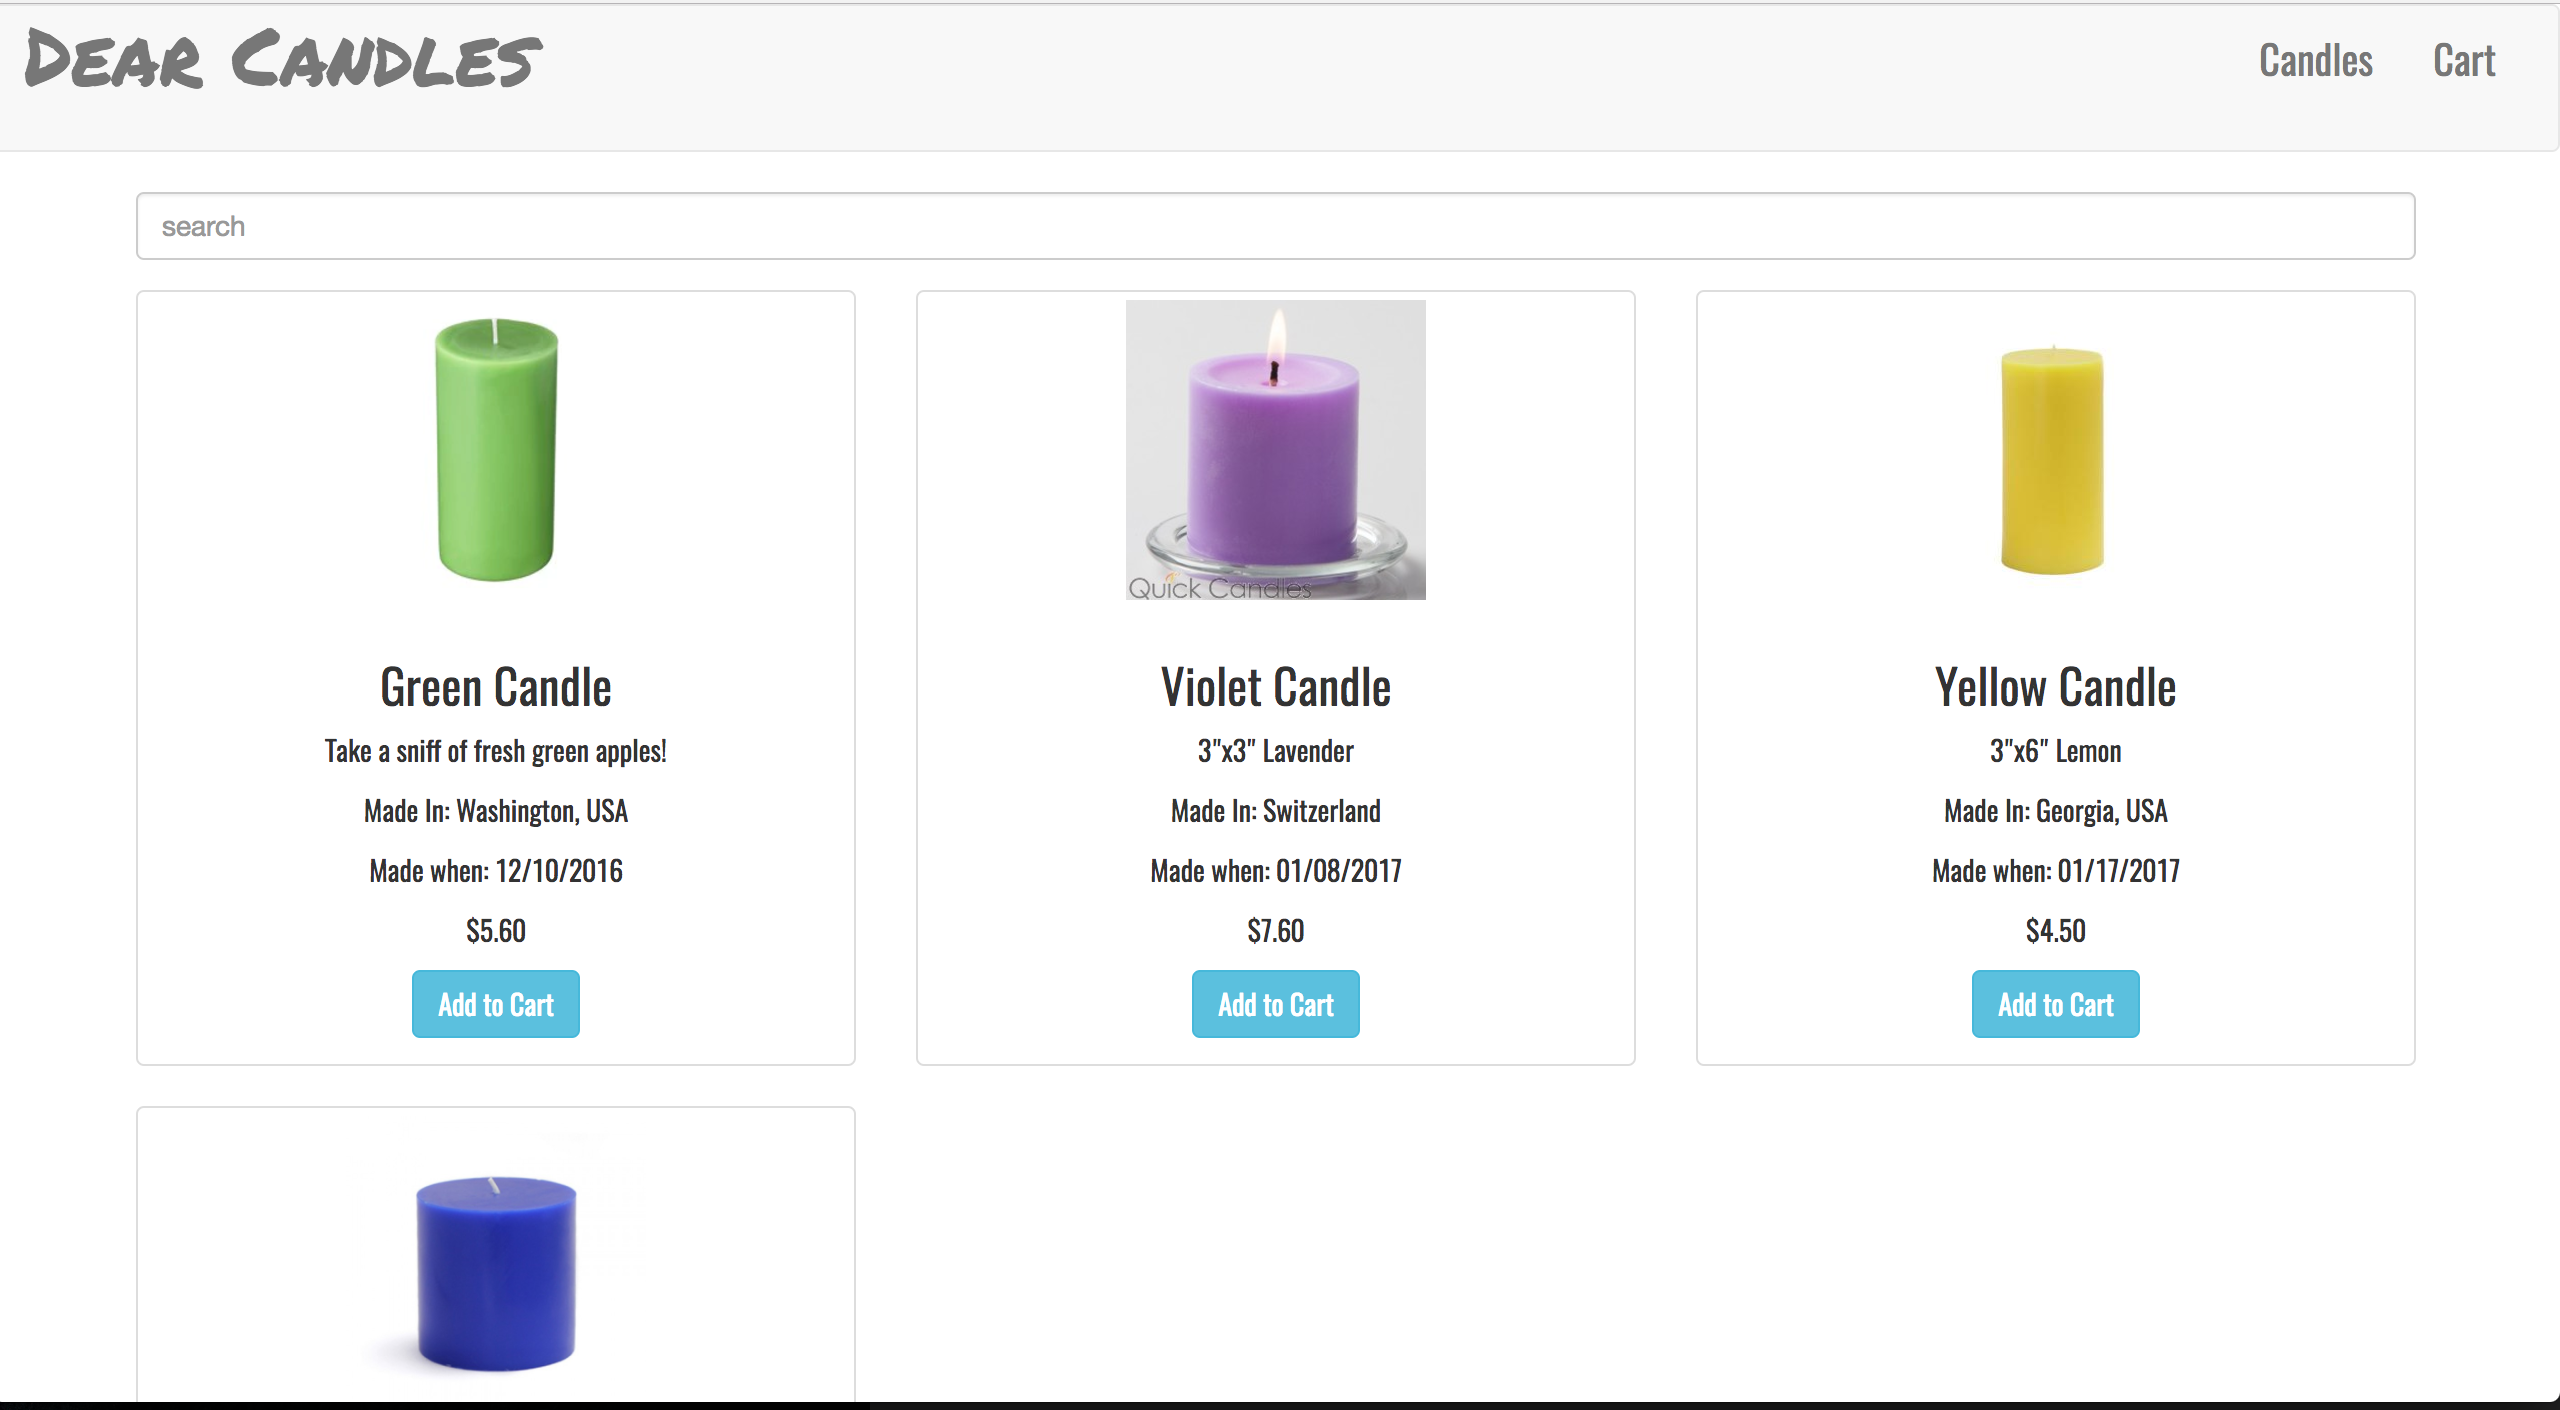 DEAR CANDLES
Candles Cart
search
Quick Candles
Green Candle
Take a sniff of fresh green apples!
Made In: Washington, USA
Made when: 12/10/2016
$5.60
Add to Cart
Violet Candle
3"x3" Lavender
Made In: Switzerland
Made when: 01/08/2017
$7.60
Add to Cart
Yellow Candle
3"x6" Lemon
Made In: Georgia, USA
Made when: 01/17/2017
$4.50
Add to Cart